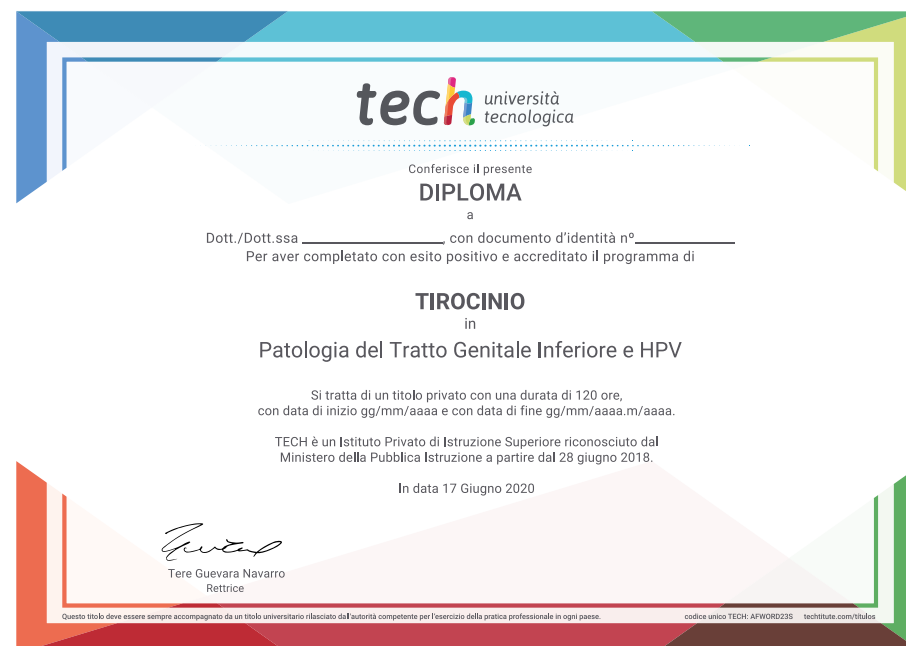 tech università
tecnologica
Conferisce il presente
DIPLOMA
a
Dott./Dott.ssa ________________, con documento d'identità nº____________
Per aver completato con esito positivo e accreditato il programma di
TIROCINIO
in
Patologia del Tratto Genitale Inferiore e HPV
Si tratta di un titolo privato con una durata di 120 ore,
con data di inizio gg/mm/aaaa e con data di fine gg/mm/aaaa.m/aaaa.
TECH è un Istituto Privato di Istruzione Superiore riconosciuto dal
Ministero della Pubblica Istruzione a partire dal 28 giugno 2018.
In data 17 Giugno 2020
Tere Guevara Navarro
Rettrice
Questo titolo deve essere sempre accompagnato da un titolo universitario rilasciato dall'autorità competente per l'esercizio della pratica professionale in ogni paese. codice unico TECH: AFWORD23S techtitute.com/titulos